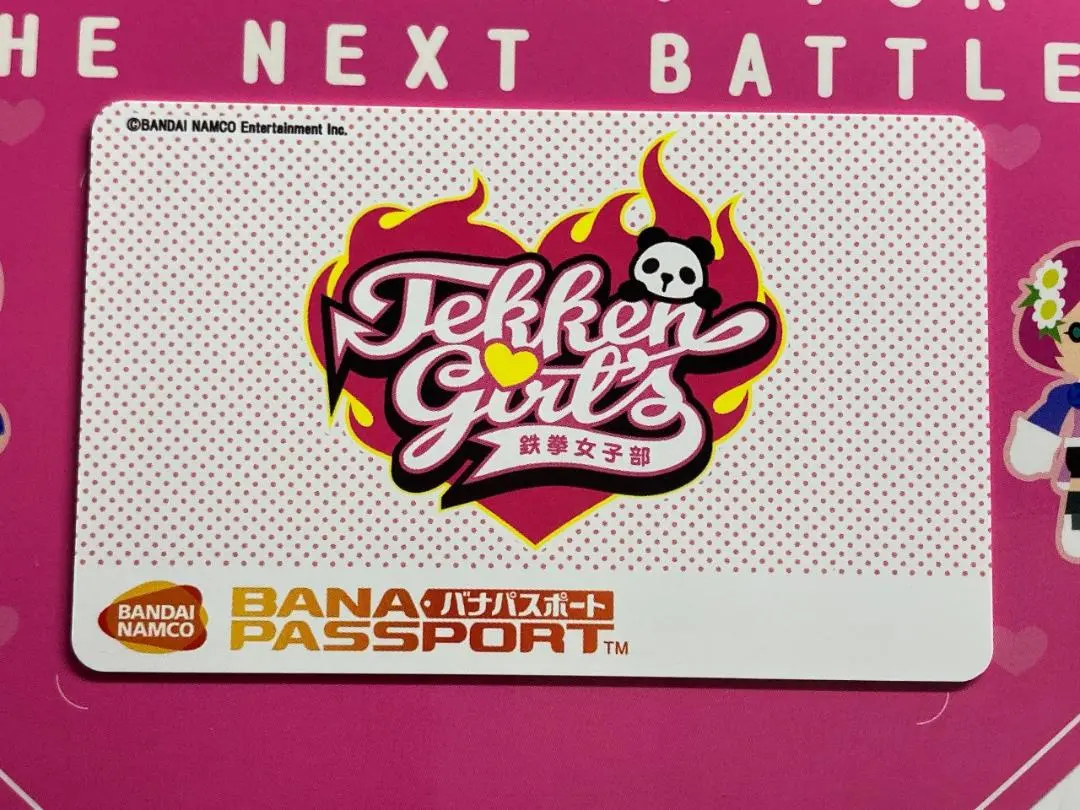 HE NEXT BATTLE
©BANDAI NAMCO Entertainment Inc.
Tekken
Girl's
鉄拳女子部
BANDAI
NAMCO
BANA バナパスポート
PASSPORT™